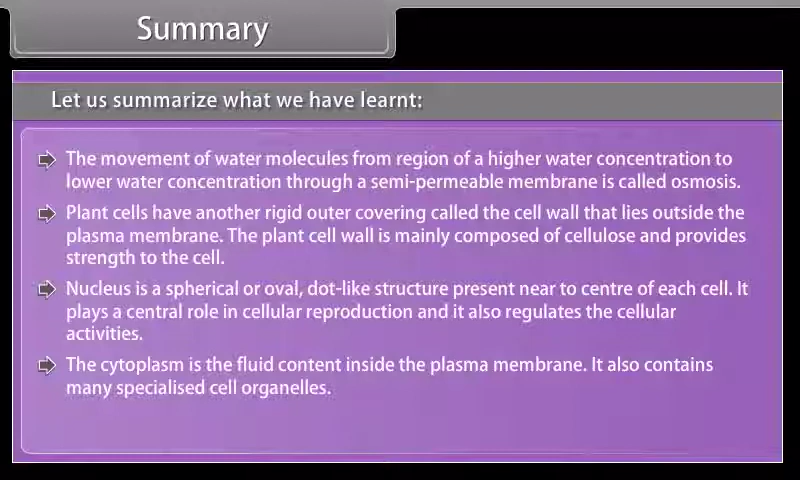 Summary
Let us summarize what we have learnt:
The movement of water molecules from region of a higher water concentration to
lower water concentration through a semi-permeable membrane is called osmosis.
Plant cells have another rigid outer covering called the cell wall that lies outside the
plasma membrane. The plant cell wall is mainly composed of cellulose and provides
strength to the cell.
Nucleus is a spherical or oval, dot-like structure present near to centre of each cell. It
plays a central role in cellular reproduction and it also regulates the cellular
activities.
The cytoplasm is the fluid content inside the plasma membrane. It also contains
many specialised cell organelles.